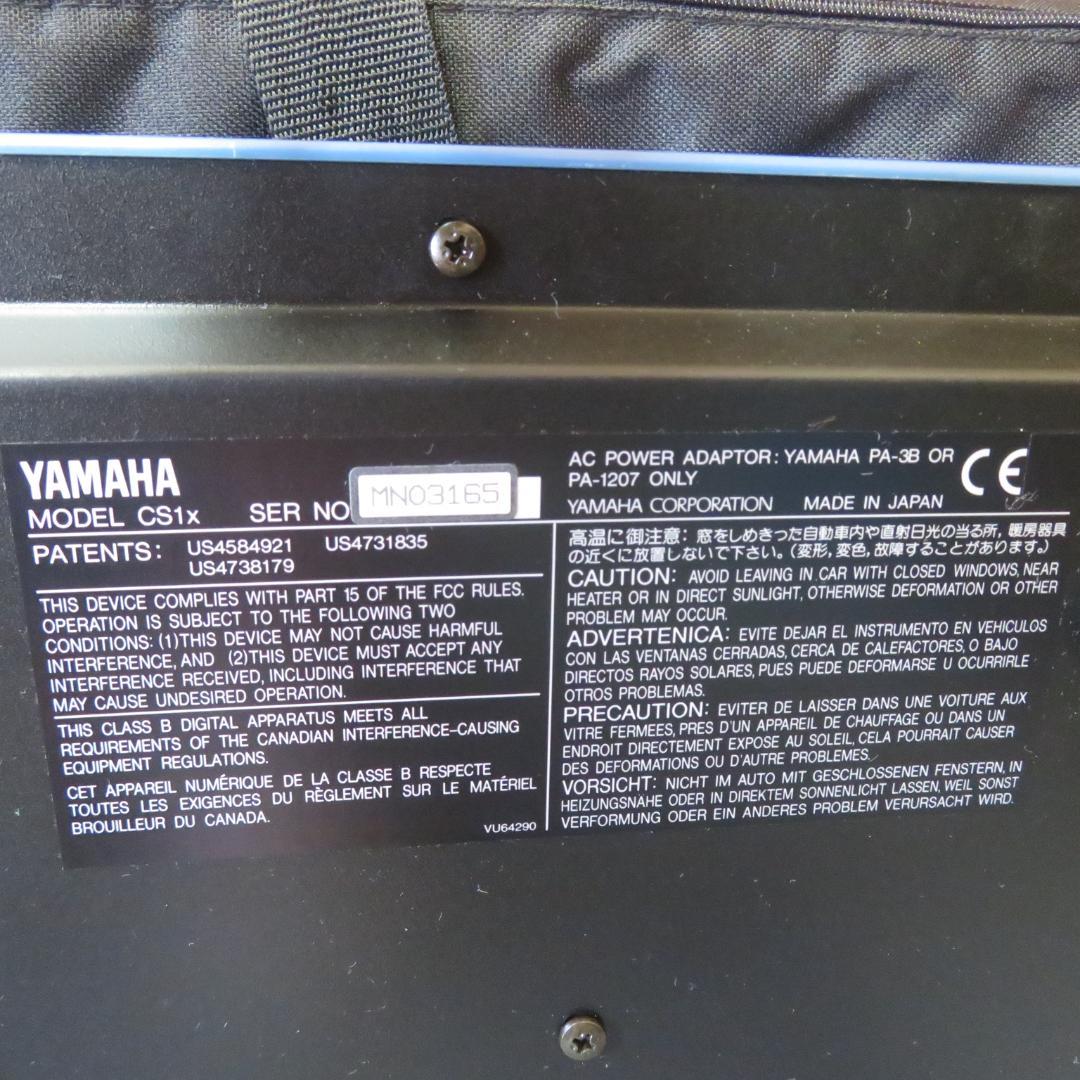 YAMAHA
MODEL CS1x SER NO MN03165
AC POWER ADAPTOR: YAMAHA PA-3B OR
PA-1207 ONLY
YAMAHA CORPORATION MADE IN JAPAN
CE
PATENTS: US4584921 US4731835
US4738179
THIS DEVICE COMPLIES WITH PART 15 OF THE FCC RULES.
OPERATION IS SUBJECT TO THE FOLLOWING TWO
CONDITIONS: (1)THIS DEVICE MAY NOT CAUSE HARMFUL
INTERFERENCE, AND (2)THIS DEVICE MUST ACCEPT ANY
INTERFERENCE RECEIVED, INCLUDING INTERFERENCE THAT
MAY CAUSE UNDESIRED OPERATION.
THIS CLASS B DIGITAL APPARATUS MEETS ALL
REQUIREMENTS OF THE CANADIAN INTERFERENCE-CAUSING
EQUIPMENT REGULATIONS.
CET APPAREIL NUMÉRIQUE DE LA CLASSE B RESPECTE
TOUTES LES EXIGENCES DU RÈGLEMENT SUR LE MATÉRIEL
BROUILLEUR DU CANADA.
VU64290
高温に御注意: 窓をしめきった自動車内や直射日光の当る所, 暖房器具
の近くに放置しないで下さい。(変形, 変色, 故障することがあります。)
CAUTION: AVOID LEAVING IN CAR WITH CLOSED WINDOWS, NEAR
HEATER OR IN DIRECT SUNLIGHT, OTHERWISE DEFORMATION OR OTHER
PROBLEM MAY OCCUR.
ADVERTENICA: EVITE DEJAR EL INSTRUMENTO EN VEHICULOS
CON LAS VENTANAS CERRADAS, CERCA DE CALEFACTORES, O BAJO
DIRECTOS RAYOS SOLARES, PUES PUEDE DEFORMARSE U OCURRIRLE
OTROS PROBLEMAS.
PRECAUTION: EVITER DE LAISSER DANS UNE VOITURE AUX
VITRE FERMEES, PRES D'UN APPAREIL DE CHAUFFAGE OU DANS UN
ENDROIT DIRECTEMENT EXPOSE AU SOLEIL, CELA POURRAIT CAUSER
DES DEFORMATIONS OU D'AUTRE PROBLEMES.
VORSICHT: NICHT IM AUTO MIT GESCHLOSSENEN FENSTERN, IN
HEIZUNGSNÄHE ODER IN DIREKTEM SONNENLICHT LASSEN, WEIL SONST
VERFORMUNG ODER EIN ANDERES PROBLEM VERURSACHT WIRD.